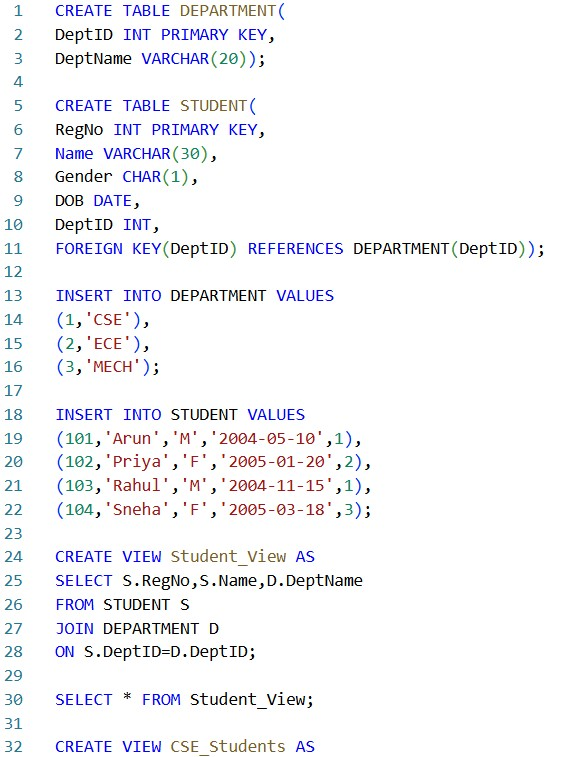 1 CREATE TABLE DEPARTMENT(
2 DeptID INT PRIMARY KEY,
3 DeptName VARCHAR(20));
4
5 CREATE TABLE STUDENT(
6 RegNo INT PRIMARY KEY,
7 Name VARCHAR(30),
8 Gender CHAR(1),
9 DOB DATE,
10 DeptID INT,
11 FOREIGN KEY(DeptID) REFERENCES DEPARTMENT(DeptID));
12
13 INSERT INTO DEPARTMENT VALUES
14 (1,'CSE'),
15 (2,'ECE'),
16 (3,'MECH');
17
18 INSERT INTO STUDENT VALUES
19 (101,'Arun','M','2004-05-10',1),
20 (102,'Priya','F','2005-01-20',2),
21 (103,'Rahul','M','2004-11-15',1),
22 (104,'Sneha','F','2005-03-18',3);
23
24 CREATE VIEW Student_View AS
25 SELECT S.RegNo,S.Name,D.DeptName
26 FROM STUDENT S
27 JOIN DEPARTMENT D
28 ON S.DeptID=D.DeptID;
29
30 SELECT * FROM Student_View;
31
32 CREATE VIEW CSE_Students AS